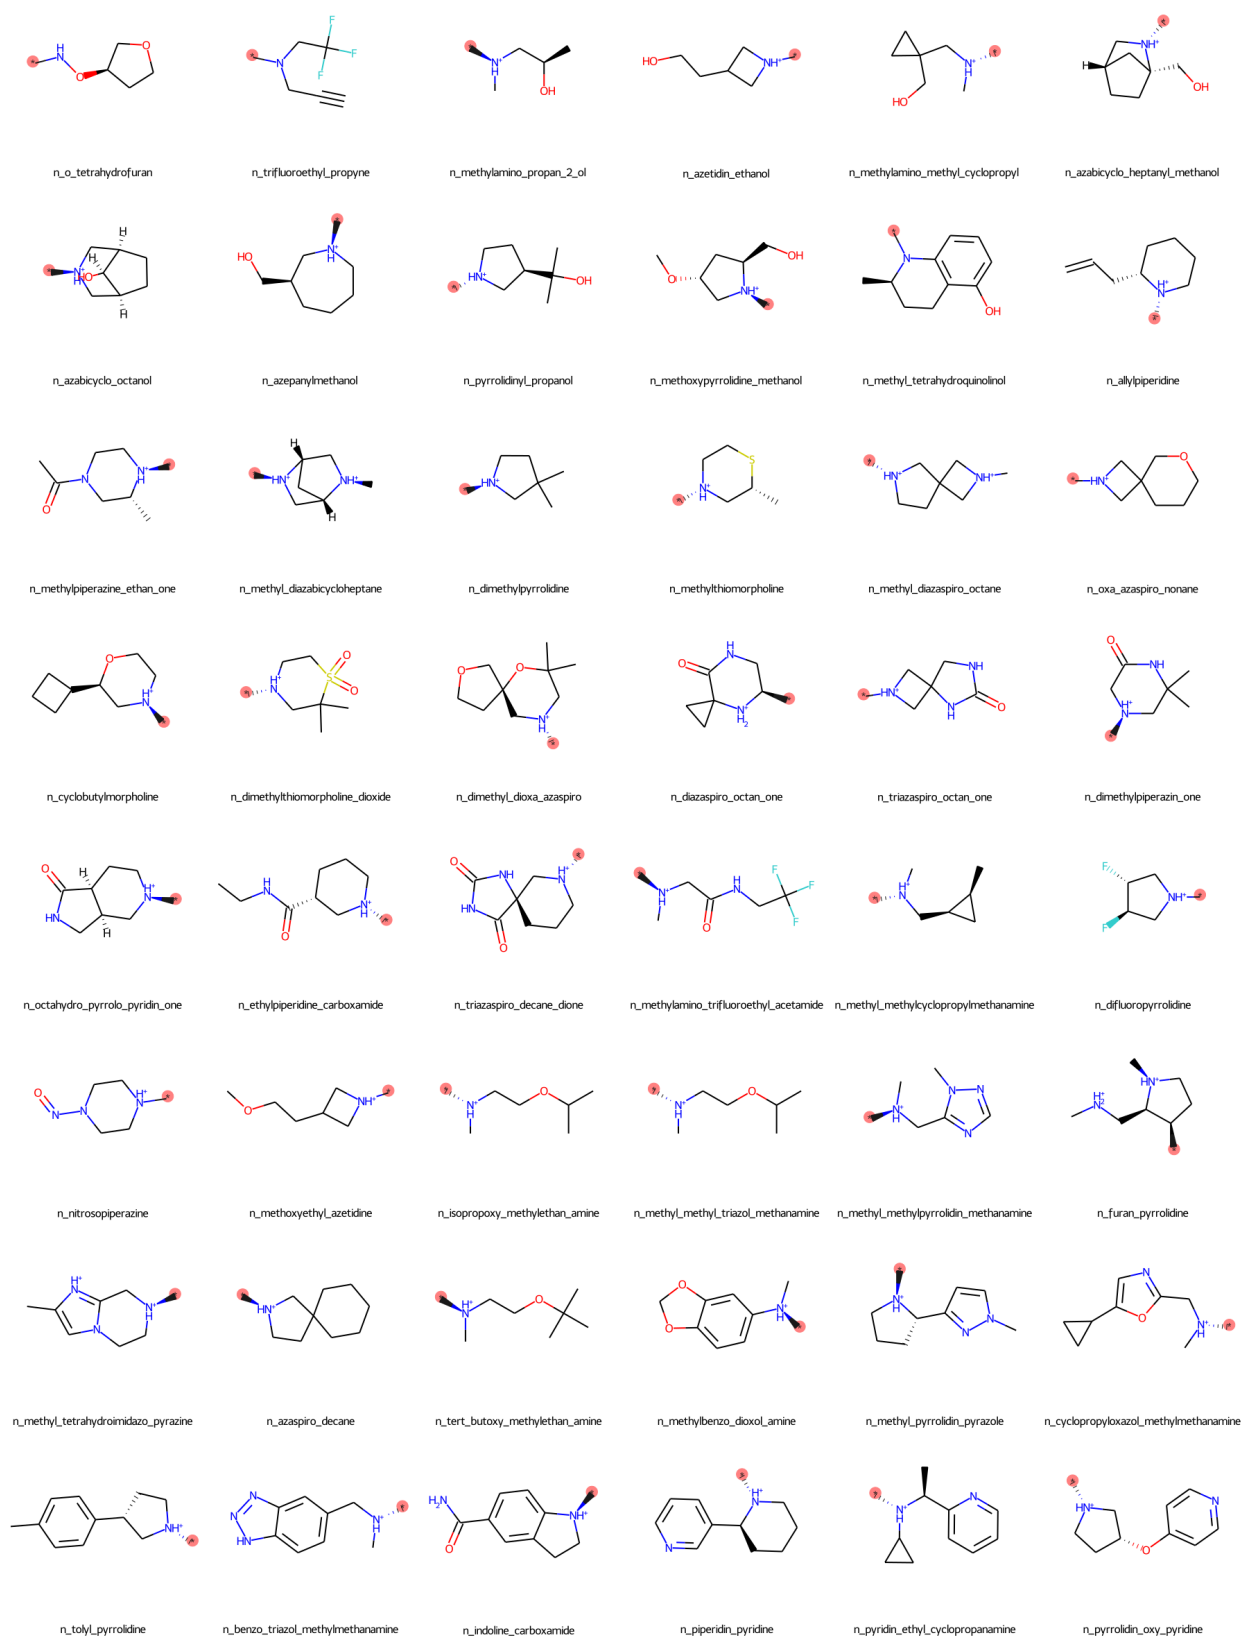 n_o_tetrahydrofuran
n_trifluroethyl_propyne
n_methylamino_propan_2_ol
n_azetidin_ethanol
n_methylamino_methyl_cyclopropyl
n_azabicyclo_heptanyl_methanol
n_azabicyclo_octanol
n_azepanylmethanol
n_pyrrolidinyl_propanol
n_methoxypyrrolidine_methanol
n_methyl_tetrahydroquinolinol
n_allylpiperidine
n_methylpiperazine_ethan_one
n_methyl_diazabicycloheptane
n_dimethylpyrrolidine
n_methylthiomorpholine
n_methyl_diazaspiro_octane
n_oxa_azaspiro_nonane
n_cyclobutylmorpholine
n_dimethylthiomorpholine_dioxide
n_dimethyl_dioxa_azaspiro
n_diazaspiro_octan_one
n_triazaspiro_octan_one
n_dimethylpiperazin_one
n_octahydro_pyrrolo_pyridin_one
n_ethylpiperidine_carboxamide
n_triazaspiro_decane_dione
n_methylamino_trifluoroethyl_acetamide
n_methyl_methylcyclopropylmethanamine
n_difluoropyrrolidine
n_nitrosopiperazine
n_methoxyethyl_azetidine
n_isopropoxy_methylethan_amine
n_methyl_methyl_triazol_methanamine
n_methyl_methylpyrrolidin_methanamine
n_furan_pyrrolidine
n_methyl_tetrahydroimidazo_pyrazine
n_azaspiro_decane
n_tert_butoxy_methylethan_amine
n_methylbenzo_dioxol_amine
n_methyl_pyrrolidin_pyrazole
n_cyclopropyloxazol_methylmethanamine
n_tolyl_pyrrolidine
n_benzo_triazol_methylmethanamine
n_indoline_carboxamide
n_piperidin_pyridine
n_pyridin_ethyl_cyclopropanamine
n_pyrrolidin_oxy_pyridine